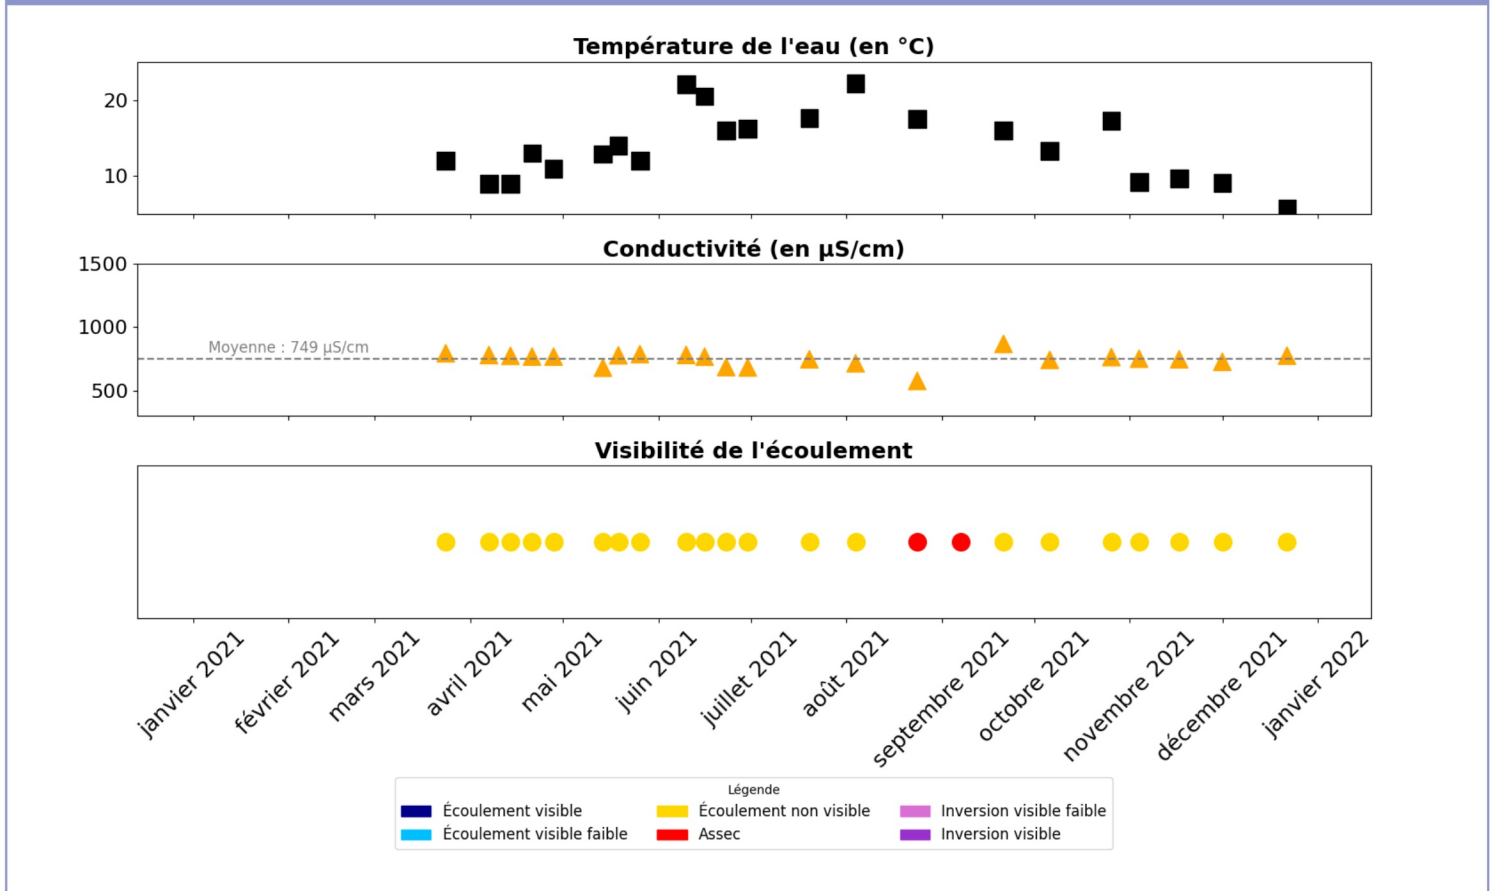 Température de l'eau (en °C)
20
10
Conductivité (en µS/cm)
1500
1000
Moyenne : 749 µS/cm
500
Visibilité de l'écoulement
janvier 2021
février 2021
mars 2021
avril 2021
mai 2021
juin 2021
juillet 2021
août 2021
septembre 2021
octobre 2021
novembre 2021
décembre 2021
janvier 2022
Légende
Écoulement visible
Écoulement non visible
Inversion visible faible
Écoulement visible faible
Assec
Inversion visible